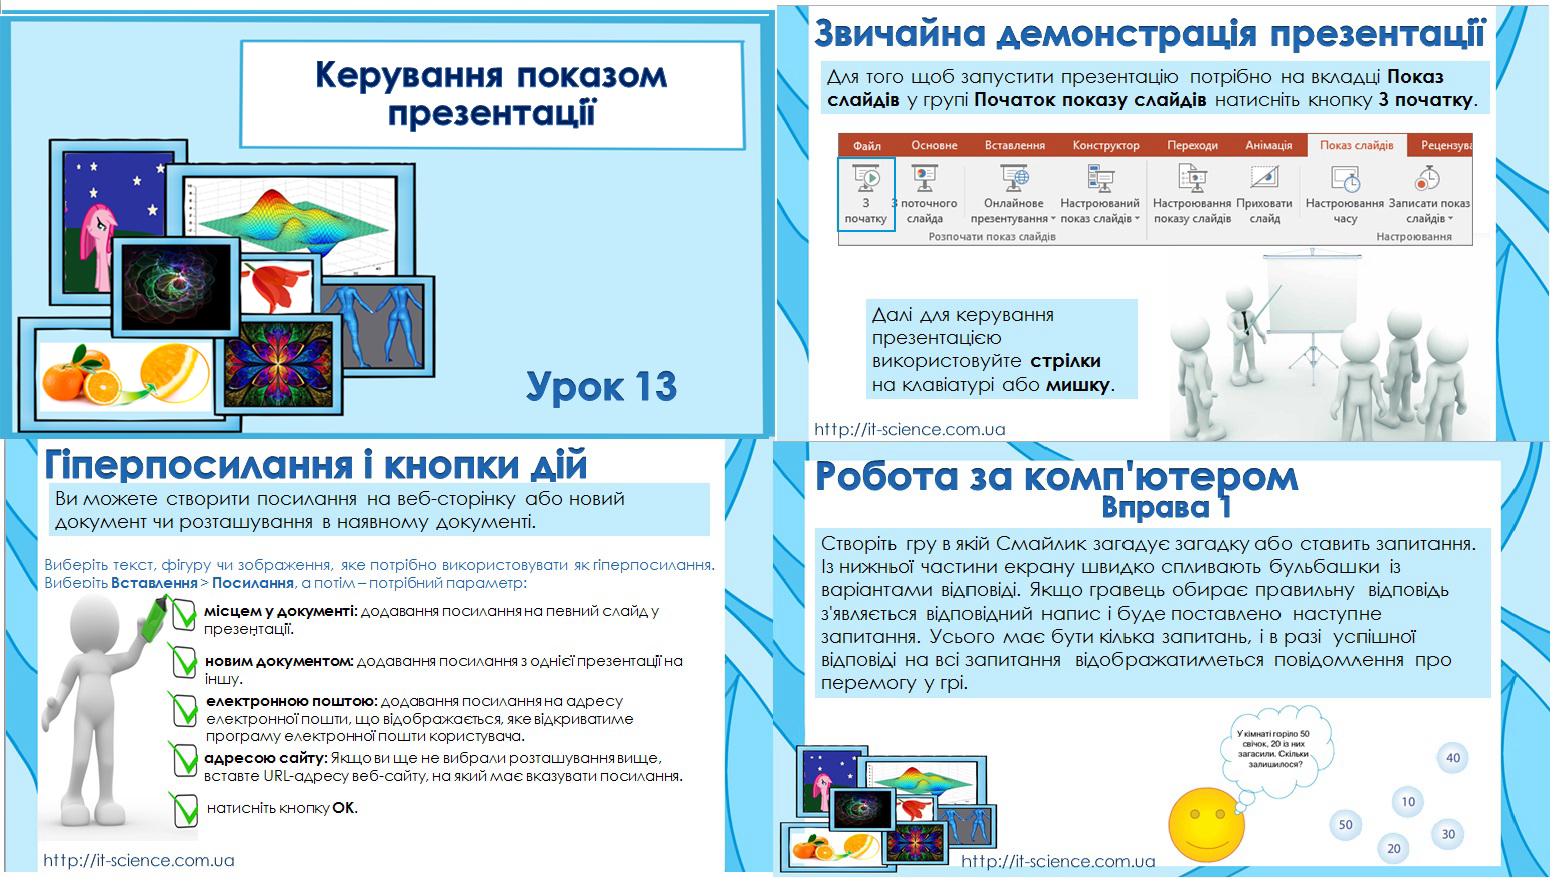 Керування показом
презентації
Урок 13
Звичайна демонстрація презентації
Для того щоб запустити презентацію потрібно на вкладці Показ
слайдів у групі Початок показу слайдів натисніть кнопку З початку.
Файл Основне Вставлення Конструктор Переходи Анімація Показ слайдів Рецензува
З
початку
З поточного
слайда
Онлайнове
презентування
Настроюваний
показ слайдів
Настроювання
показу слайдів
Приховати
слайд
Настроювання
часу
Записати показ
слайдів
Розпочати показ слайдів
Настроювання
Далі для керування
презентацією
використовуйте стрілки
на клавіатурі або мишку.
http://it-science.com.ua
Гіперпосилання і кнопки дій
Ви можете створити посилання на веб-сторінку або новий
документ чи розташування в наявному документі.
Виберіть текст, фігуру чи зображення, яке потрібно використовувати як гіперпосилання.
Виберіть Вставлення > Посилання, а потім – потрібний параметр:
місцем у документі: додавання посилання на певний слайд у
презентації.
новим документом: додавання посилання з однієї презентації на
іншу.
електронною поштою: додавання посилання на адресу
електронної пошти, що відображається, яке відкриватиме
програму електронної пошти користувача.
адресою сайту: Якщо ви ще не вибрали розташування вище,
вставте URL-адресу веб-сайту, на який має вказувати посилання.
натисніть кнопку ОК.
http://it-science.com.ua
Робота за комп'ютером
Вправа 1
Створіть гру в якій Смайлик загадує загадку або ставить запитання.
Із нижньої частини екрану швидко спливають бульбашки із
варіантами відповіді. Якщо гравець обирає правильну відповідь
з'являється відповідний напис і буде поставлено наступне
запитання. Усього має бути кілька запитань, і в разі успішної
відповіді на всі запитання відображатиметься повідомлення про
перемогу у грі.
У кімнаті горіло 50
свічок, 20 із них
загасили. Скільки
залишилося?
40
10
50
30
20
http://it-science.com.ua